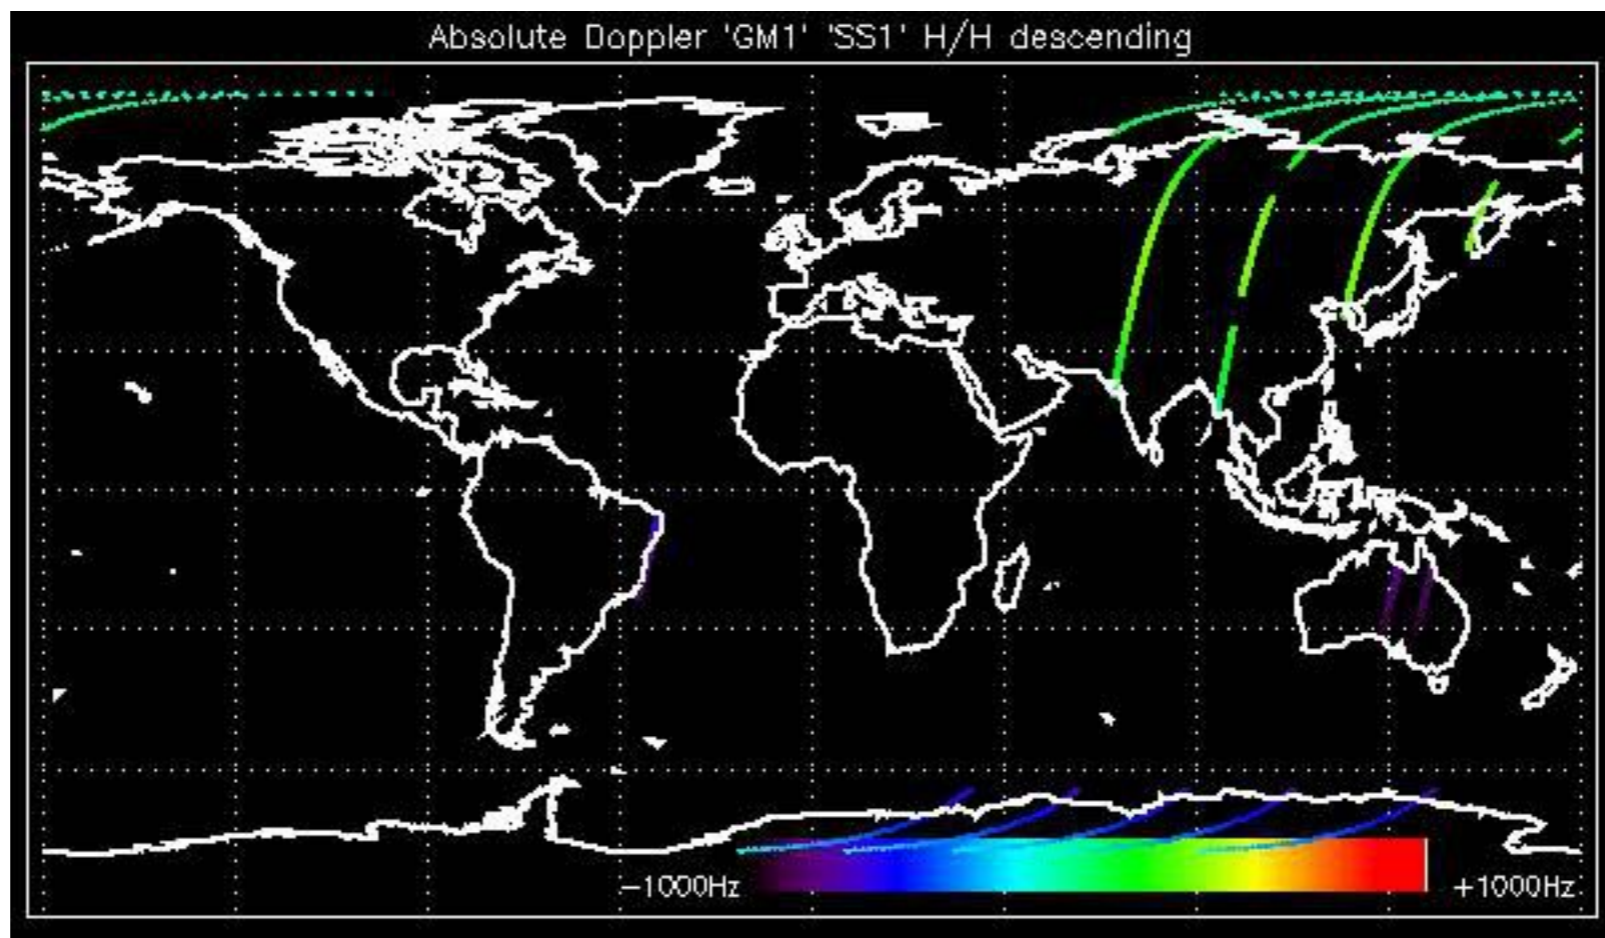 Absolute Doppler 'GM1' 'SS1' H/H descending
-1000Hz +1000Hz